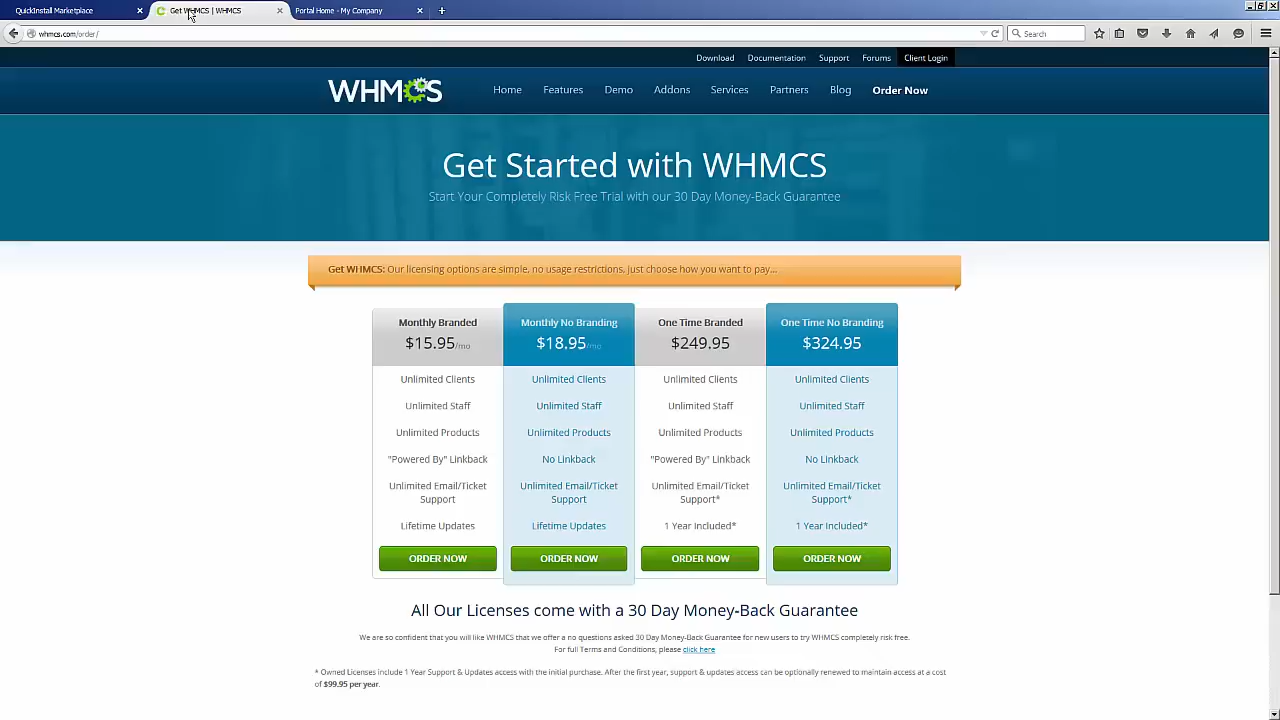 QuickInstall Marketplace
Get WHMCS | WHMCS
Portal Home - My Company
whmcs.com/order/
Search
Download Documentation Support Forums Client Login
WHMCS
Home Features Demo Addons Services Partners Blog Order Now
Get Started with WHMCS
Start Your Completely Risk Free Trial with our 30 Day Money-Back Guarantee
Get WHMCS: Our licensing options are simple, no usage restrictions, just choose how you want to pay...
Monthly Branded
$15.95/mo
Unlimited Clients
Unlimited Staff
Unlimited Products
"Powered By" Linkback
Unlimited Email/Ticket
Support
Lifetime Updates
ORDER NOW
Monthly No Branding
$18.95/mo
Unlimited Clients
Unlimited Staff
Unlimited Products
No Linkback
Unlimited Email/Ticket
Support
Lifetime Updates
ORDER NOW
One Time Branded
$249.95
Unlimited Clients
Unlimited Staff
Unlimited Products
"Powered By" Linkback
Unlimited Email/Ticket
Support*
1 Year Included*
ORDER NOW
One Time No Branding
$324.95
Unlimited Clients
Unlimited Staff
Unlimited Products
No Linkback
Unlimited Email/Ticket
Support*
1 Year Included*
ORDER NOW
All Our Licenses come with a 30 Day Money-Back Guarantee
We are so confident that you will like WHMCS that we offer a no questions asked 30 Day Money-Back Guarantee for new users to try WHMCS completely risk free.
For full Terms and Conditions, please click here
* Owned Licenses include 1 Year Support & Updates access with the initial purchase. After the first year, support & updates access can be optionally renewed to maintain access at a cost
of $99.95 per year.